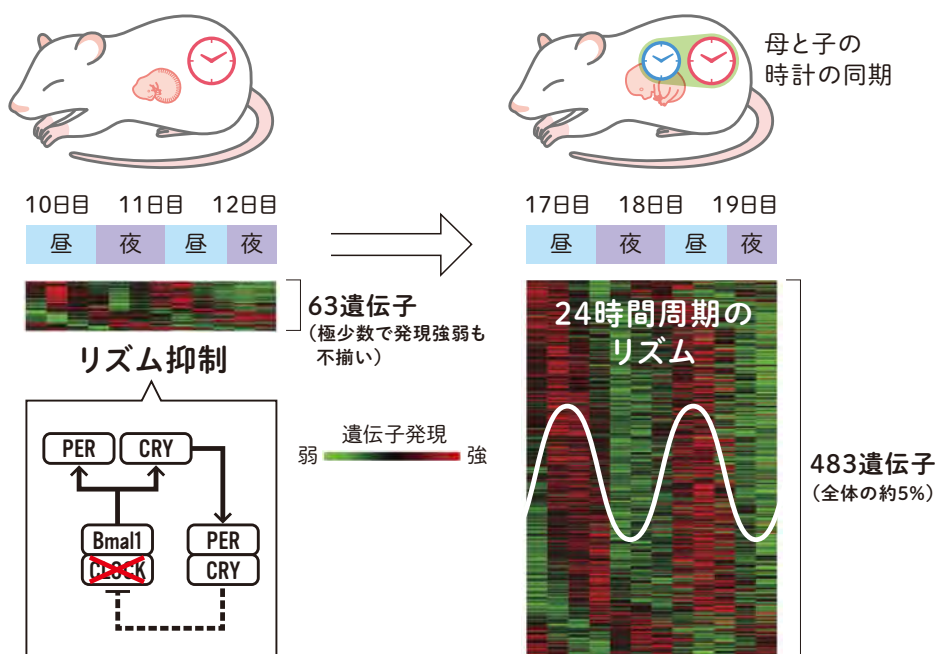 母と子の
時計の同期
10日目 11日目 12日目
昼 夜 昼 夜
63遺伝子
（極少数で発現強弱も
不揃い）
リズム抑制
PER CRY
Bmal1
CLOCK
PER
CRY
遺伝子発現
弱 強
17日目 18日目 19日目
昼 夜 昼 夜
24時間周期の
リズム
483遺伝子
（全体の約5%）